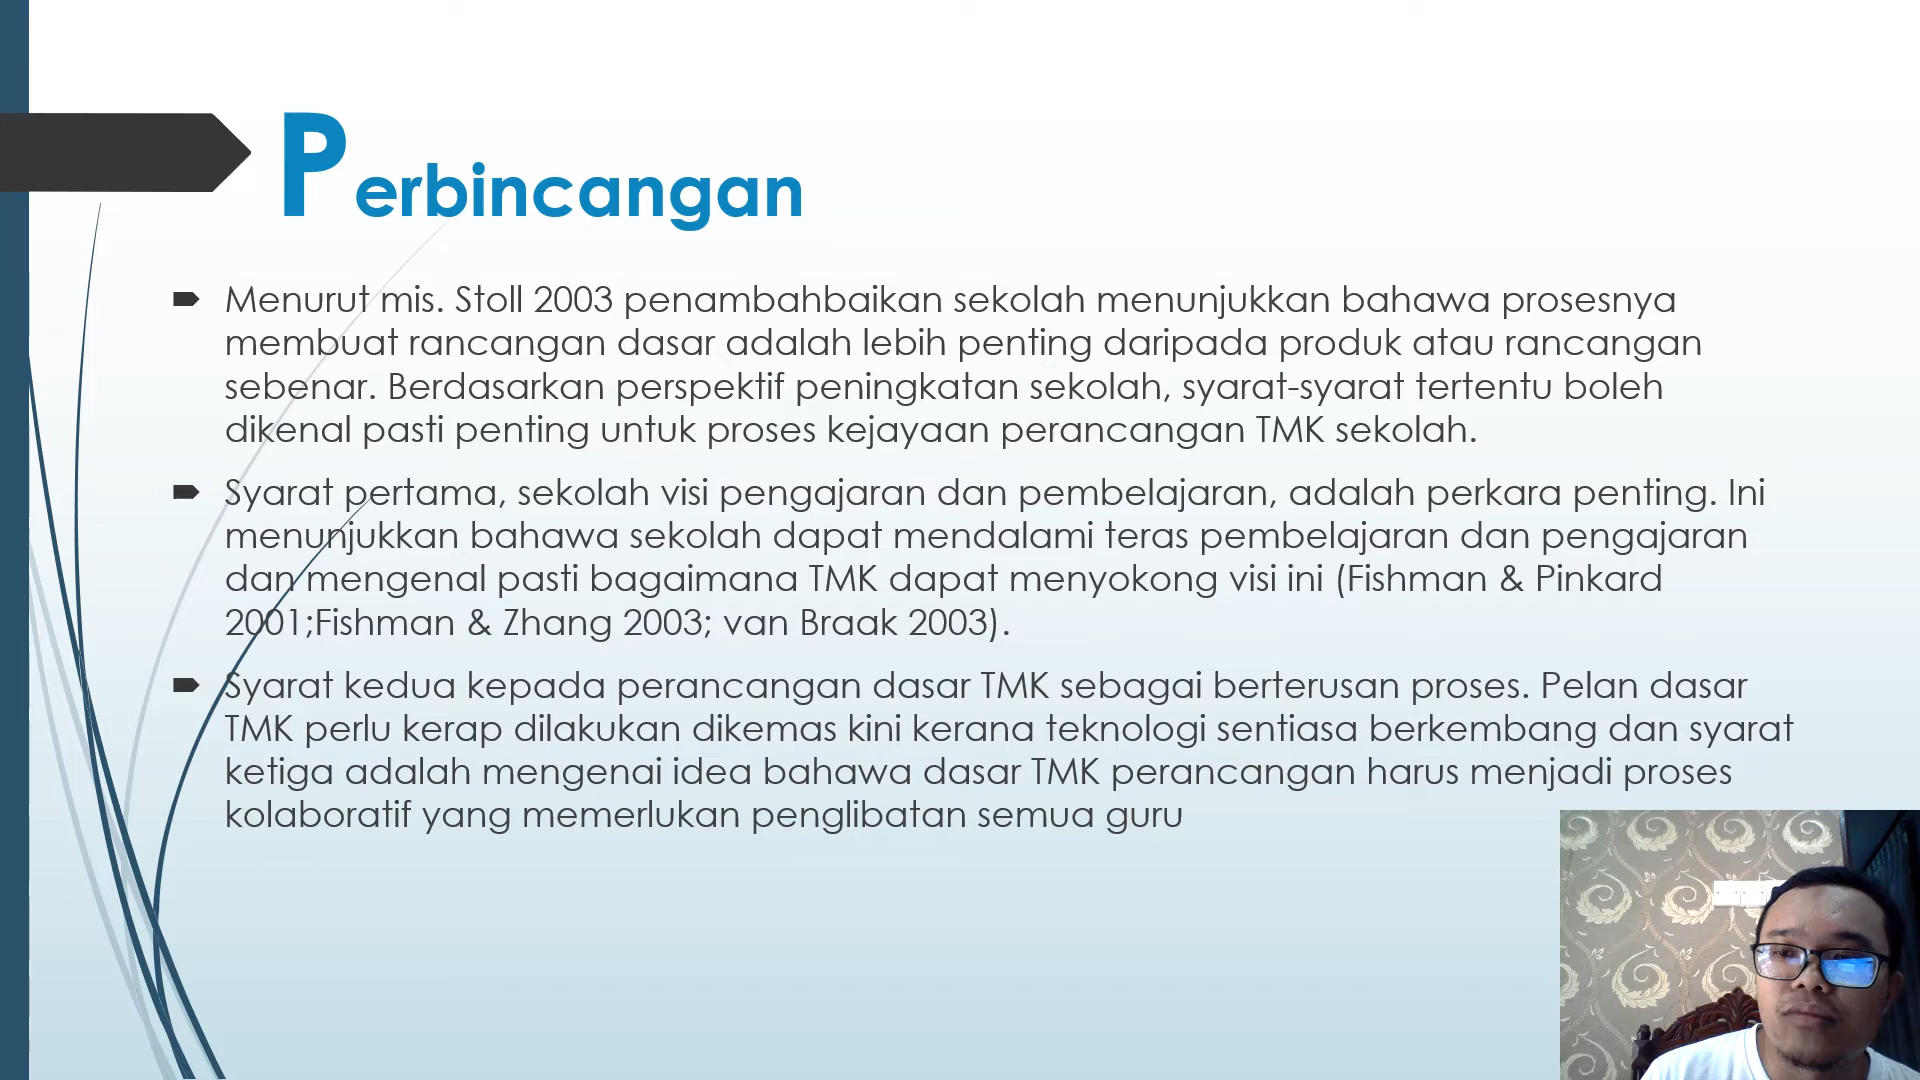 Perbincangan
Menurut mis. Stoll 2003 penambahbaikan sekolah menunjukkan bahawa prosesnya
membuat rancangan dasar adalah lebih penting daripada produk atau rancangan
sebenar. Berdasarkan perspektif peningkatan sekolah, syarat-syarat tertentu boleh
dikenal pasti penting untuk proses kejayaan perancangan TMK sekolah.
Syarat pertama, sekolah visi pengajaran dan pembelajaran, adalah perkara penting. Ini
menunjukkan bahawa sekolah dapat mendalami teras pembelajaran dan pengajaran
dan mengenal pasti bagaimana TMK dapat menyokong visi ini (Fishman & Pinkard
2001;Fishman & Zhang 2003; van Braak 2003).
Syarat kedua kepada perancangan dasar TMK sebagai berterusan proses. Pelan dasar
TMK perlu kerap dilakukan dikemas kini kerana teknologi sentiasa berkembang dan syarat
ketiga adalah mengenai idea bahawa dasar TMK perancangan harus menjadi proses
kolaboratif yang memerlukan penglibatan semua guru